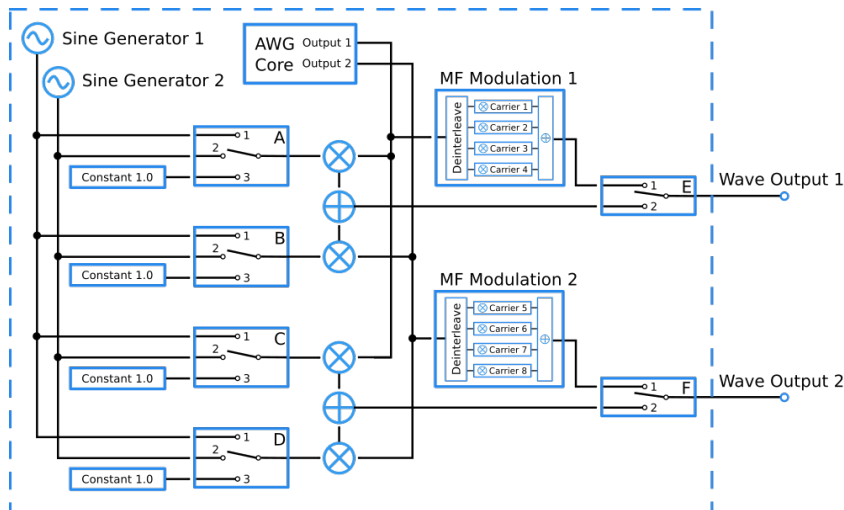 Sine Generator 1
Sine Generator 2
AWG Output 1
Core Output 2
MF Modulation 1
Deinterleave
Carrier 1
Carrier 2
Carrier 3
Carrier 4
A
1
2
3
Constant 1.0
B
1
2
3
Constant 1.0
E
1
2
Wave Output 1
MF Modulation 2
Deinterleave
Carrier 5
Carrier 6
Carrier 7
Carrier 8
C
1
2
3
Constant 1.0
D
1
2
3
Constant 1.0
F
1
2
Wave Output 2